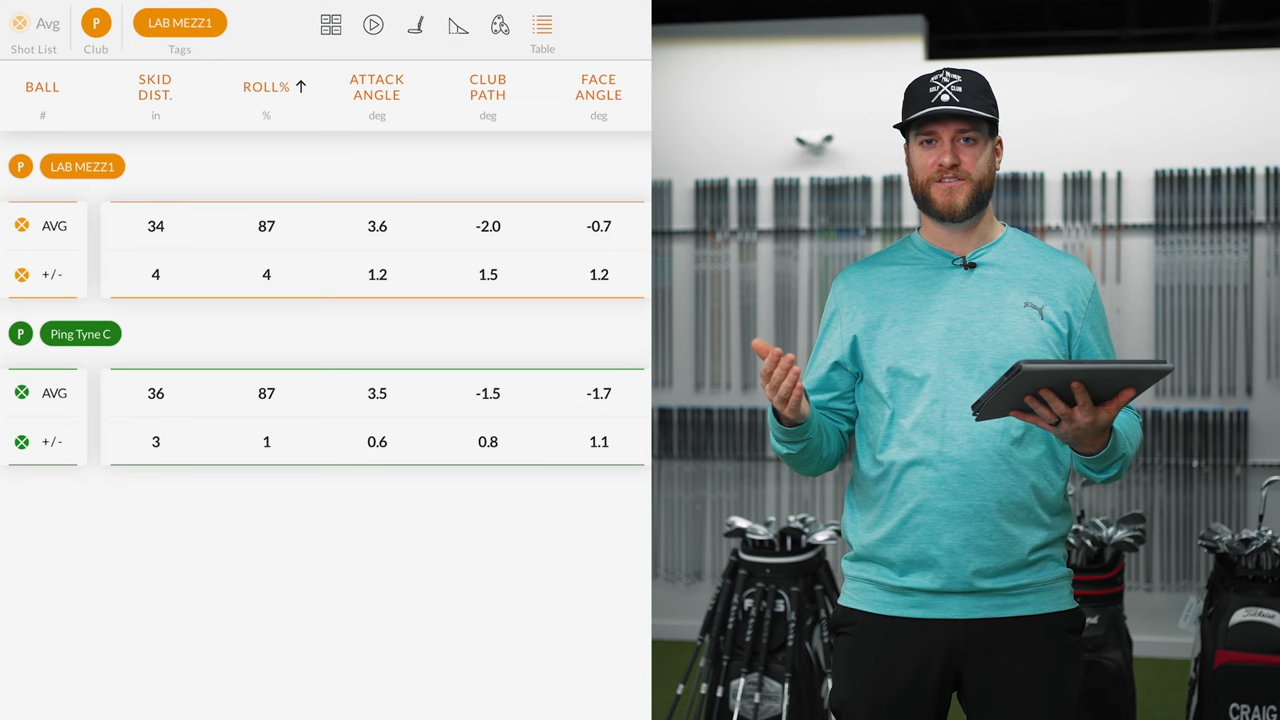 Avg
P
LAB MEZZ1
Shot List
Club
Tags
Table
BALL
SKID
DIST.
ROLL%
ATTACK
ANGLE
CLUB
PATH
FACE
ANGLE
#
in
%
deg
deg
deg
P
LAB MEZZ1
AVG
34
87
3.6
-2.0
-0.7
+/-
4
4
1.2
1.5
1.2
P
Ping Tyne C
AVG
36
87
3.5
-1.5
-1.7
+/-
3
1
0.6
0.8
1.1
GOLF CLUB
PING
Titleist
CRAIG